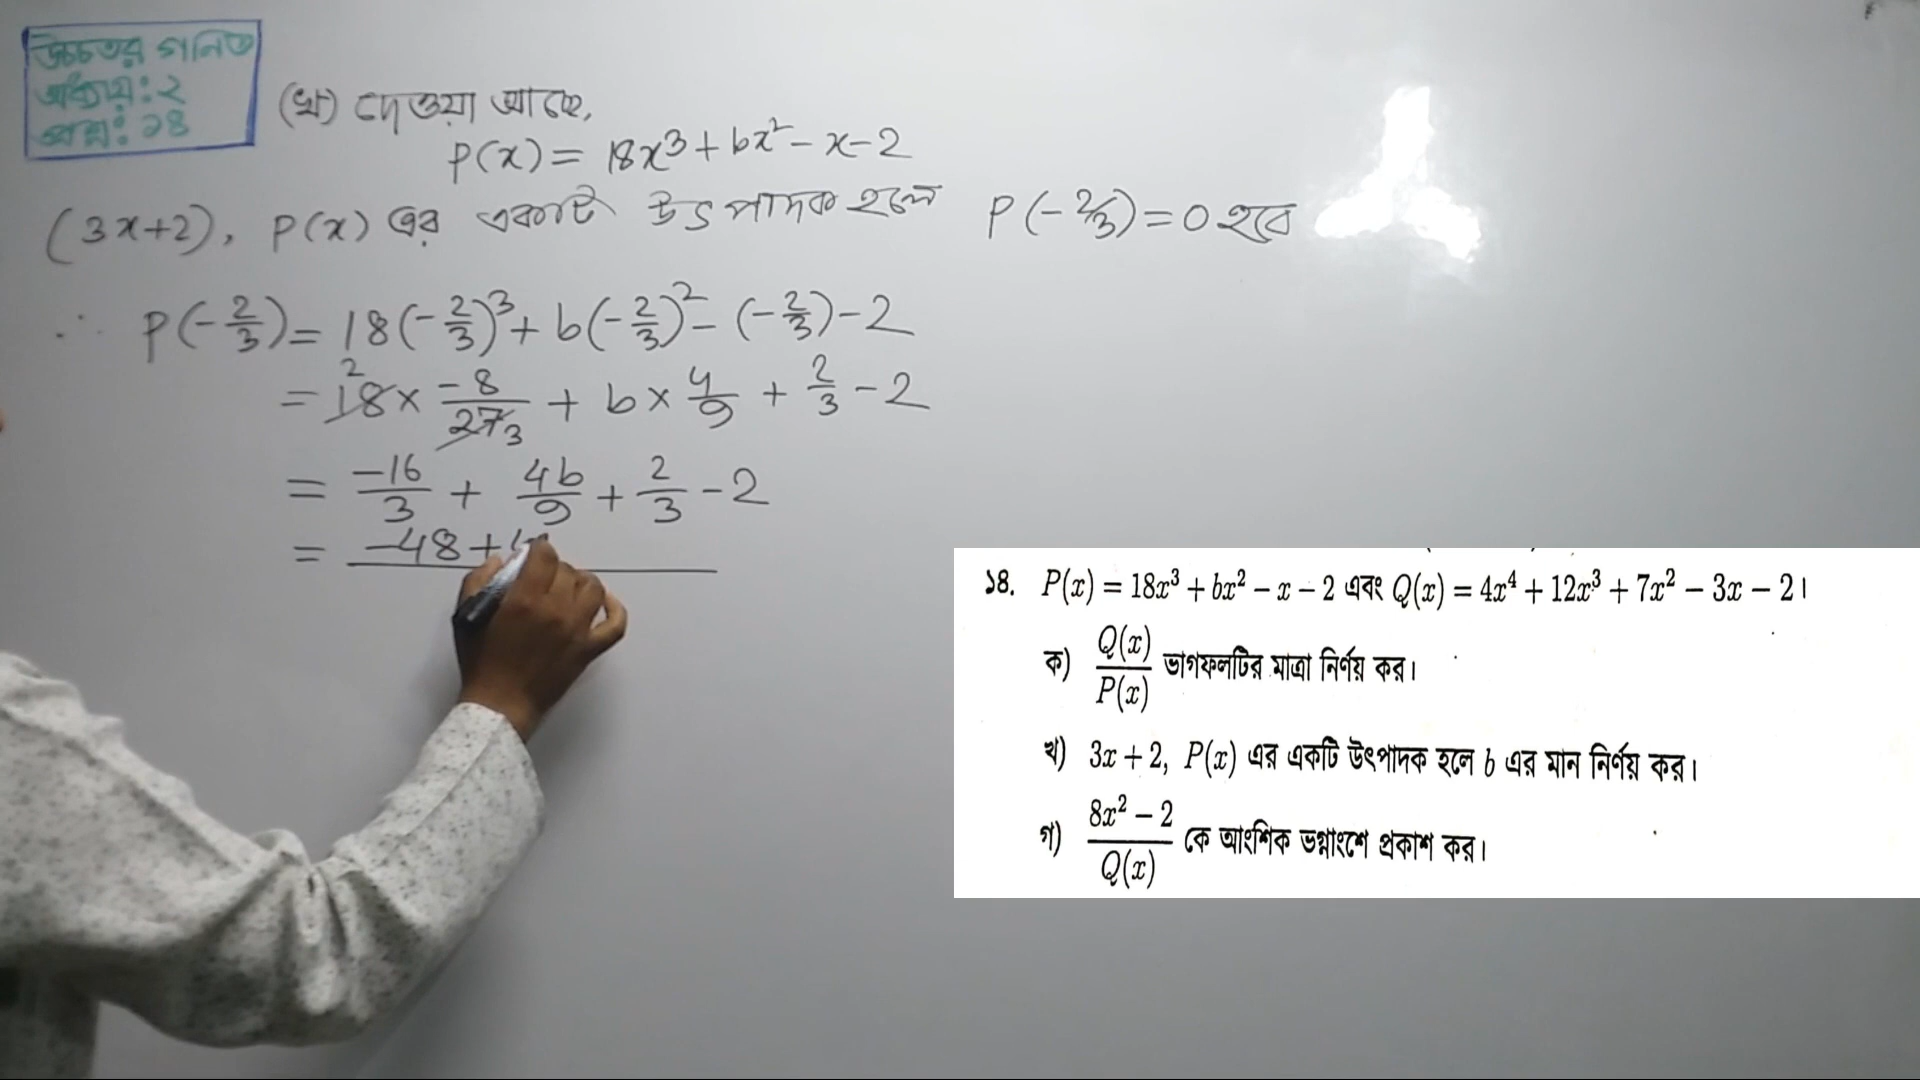 উচ্চতর গনিত
অধ্যায়: ২
প্রশ্ন: ১৪
(খ) দেওয়া আছে,
P(x) = 18x³ + bx² - x - 2
(3x+2), P(x) এর একটি উৎপাদক হলে P(-2/3) = 0 হবে
∴ P(-2/3) = 18(-2/3)³ + b(-2/3)² - (-2/3) - 2
= 18² × -8/27₃ + b × 4/9 + 2/3 - 2
= -16/3 + 4b/9 + 2/3 - 2
= -48 +
১৪. P(x) = 18x³ + bx² − x − 2 এবং Q(x) = 4x⁴ + 12x³ + 7x² − 3x − 2।
ক) Q(x)/P(x) ভাগফলটির মাত্রা নির্ণয় কর।
খ) 3x + 2, P(x) এর একটি উৎপাদক হলে b এর মান নির্ণয় কর।
গ) 8x² − 2/Q(x) কে আংশিক ভগ্নাংশে প্রকাশ কর।